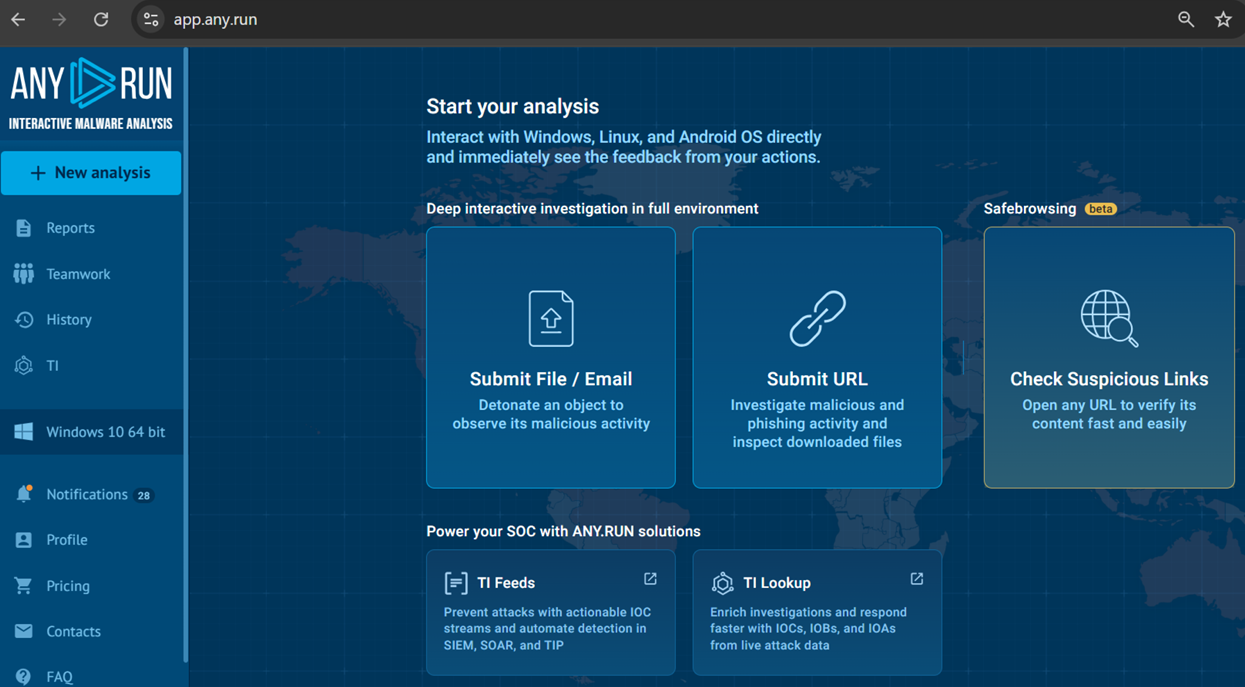 app.any.run
ANY RUN
INTERACTIVE MALWARE ANALYSIS
+ New analysis
Reports
Teamwork
History
TI
Windows 10 64 bit
Notifications 28
Profile
Pricing
Contacts
FAQ
Start your analysis
Interact with Windows, Linux, and Android OS directly
and immediately see the feedback from your actions.
Deep interactive investigation in full environment
Submit File / Email
Detonate an object to
observe its malicious activity
Submit URL
Investigate malicious and
phishing activity and
inspect downloaded files
Safebrowsing beta
Check Suspicious Links
Open any URL to verify its
content fast and easily
Power your SOC with ANY.RUN solutions
TI Feeds
Prevent attacks with actionable IOC
streams and automate detection in
SIEM, SOAR, and TIP
TI Lookup
Enrich investigations and respond
faster with IOCs, IOBs, and IOAs
from live attack data